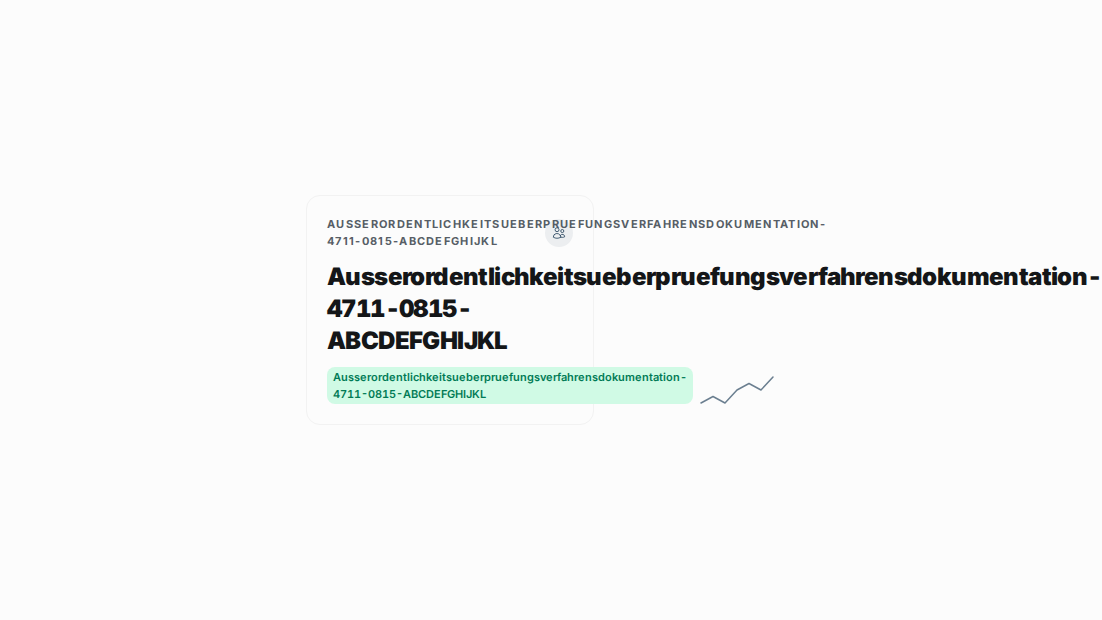 AUSSERORDENTLICHKEITSUEBERPRUEFUNGSVERFAHRENSDOKUMENTATION-
4711-0815-ABCDEFGHIJKL
Ausserordentlichkeitsueberpruefungsverfahrensdokumentation-
4711-0815-
ABCDEFGHIJKL
Ausserordentlichkeitsueberpruefungsverfahrensdokumentation-
4711-0815-ABCDEFGHIJKL